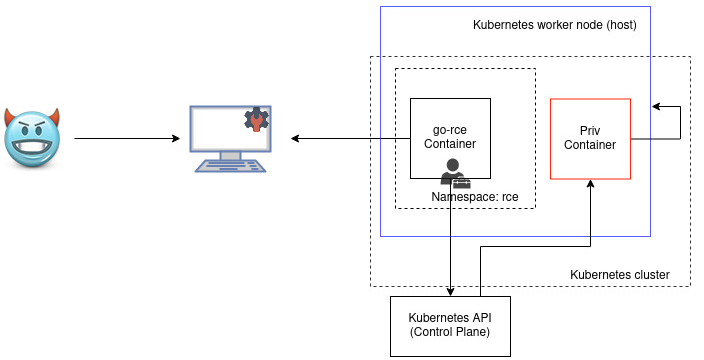 Kubernetes worker node (host)
go-rce
Container
Priv
Container
Namespace: rce
Kubernetes cluster
Kubernetes API
(Control Plane)